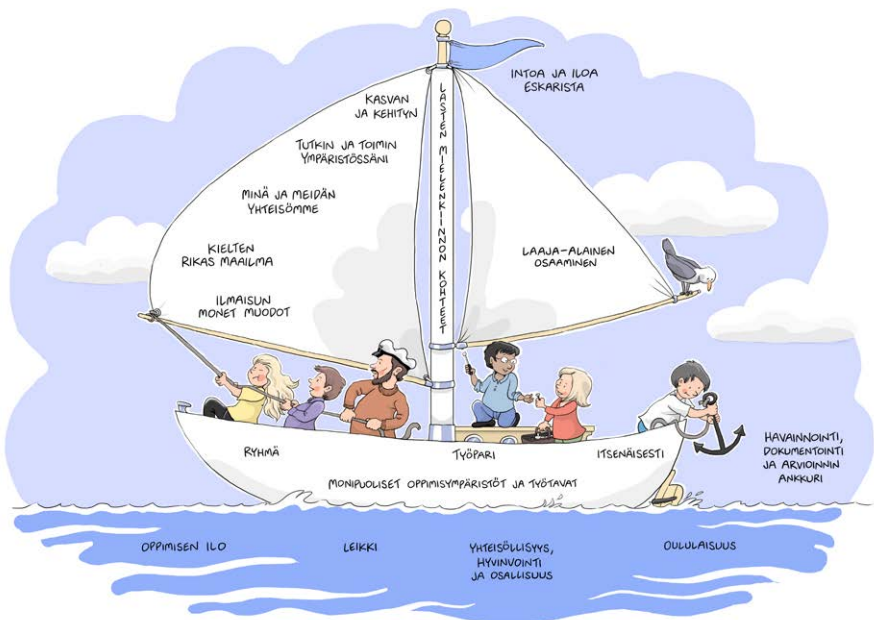 INTOA JA ILOA
ESKARISTA
LASTEN MIELENKIINNON KOHTEET
KASVAN
JA KEHITYN
TUTKIN JA TOIMIN
YMPÄRISTÖSSÄNI
MINÄ JA MEIDÄN
YHTEISÖMME
KIELTEN
RIKAS MAAILMA
ILMAISUN
MONET MUODOT
LAAJA-ALAINEN
OSAAMINEN
RYHMÄ
TYÖPARI
ITSENÄISESTI
MONIPUOLISET OPPIMISYMPÄRISTÖT JA TYÖTAVAT
HAVAINNOINTI,
DOKUMENTOINTI
JA ARVIOINNIN
ANKKURI
OPPIMISEN ILO
LEIKKI
YHTEISÖLLISYYS,
HYVINVOINTI
JA OSALLISUUS
OULULAISUUS